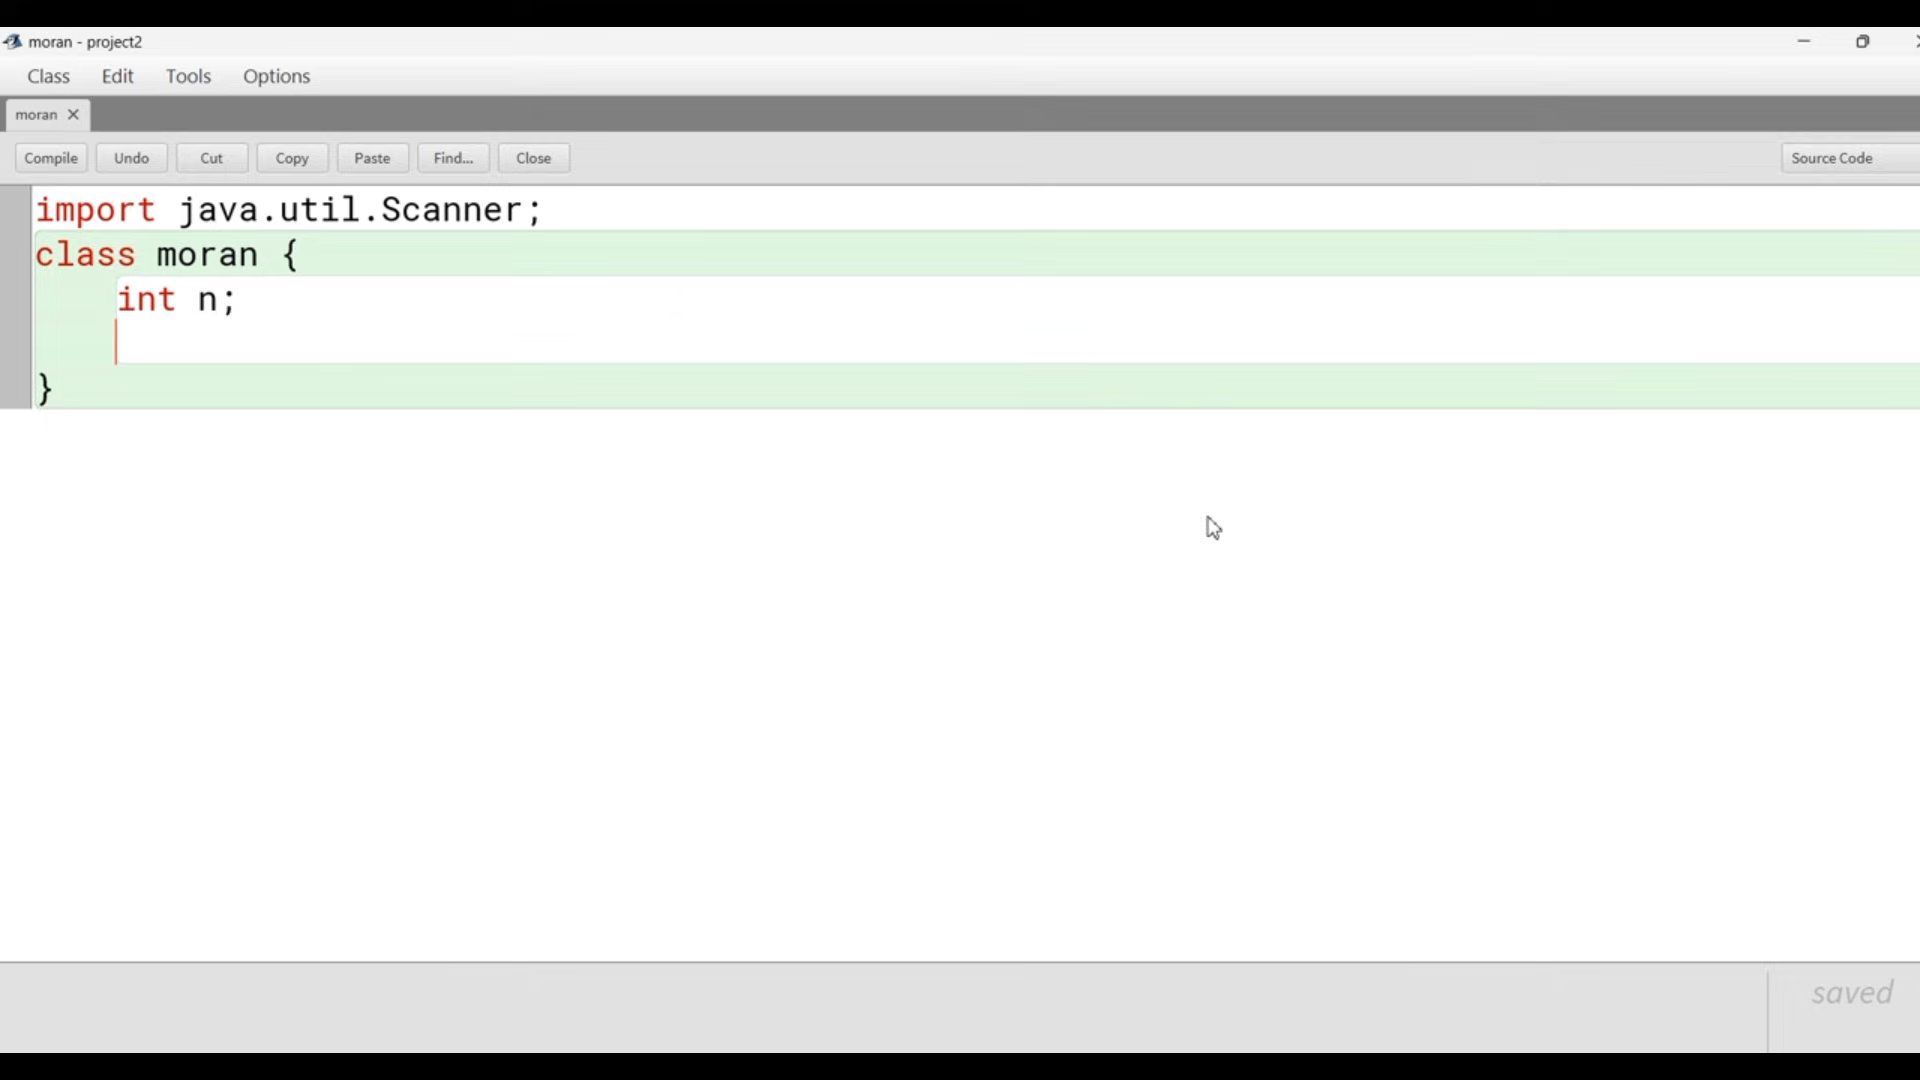 moran - project2
Class Edit Tools Options
moran
Compile Undo Cut Copy Paste Find... Close Source Code
import java.util.Scanner;
class moran {
int n;
}
saved